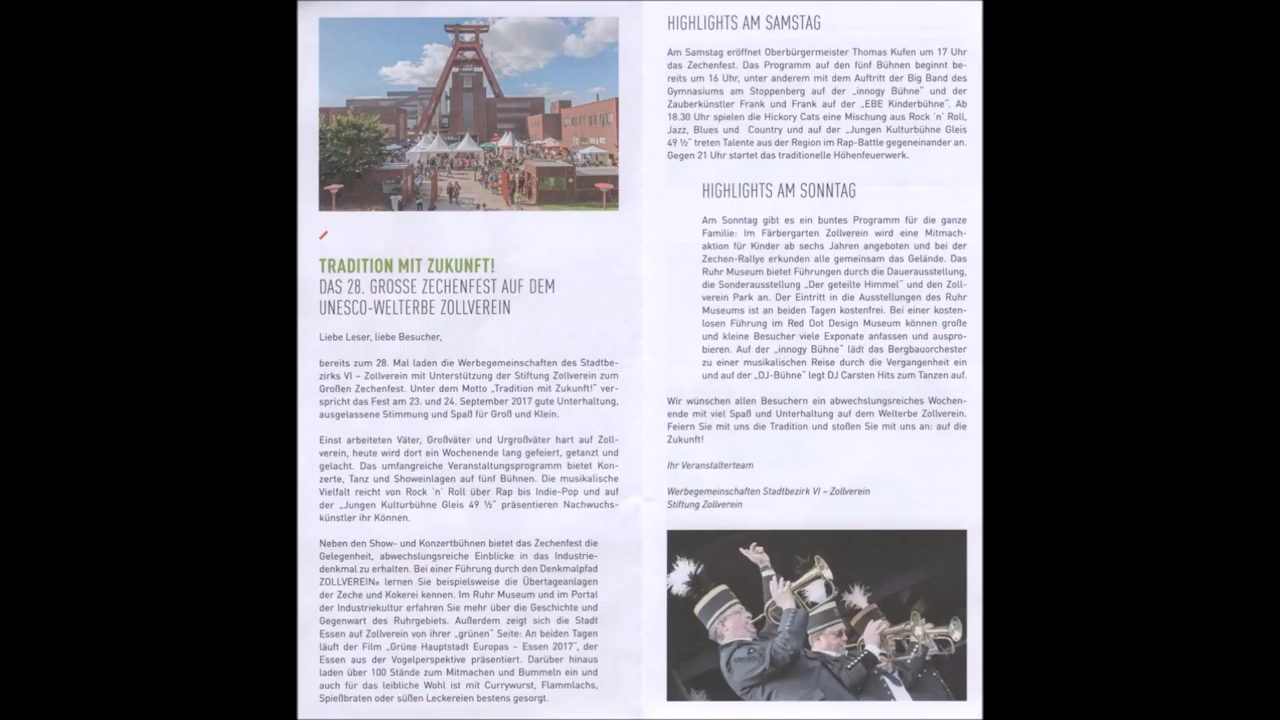 TRADITION MIT ZUKUNFT!
DAS 28. GROSSE ZECHENFEST AUF DEM
UNESCO-WELTERBE ZOLLVEREIN
Liebe Leser, liebe Besucher,
bereits zum 28. Mal laden die Werbegemeinschaften des Stadtbe-
zirks VI – Zollverein mit Unterstützung der Stiftung Zollverein zum
Großen Zechenfest. Unter dem Motto „Tradition mit Zukunft!" ver-
spricht das Fest am 23. und 24. September 2017 gute Unterhaltung,
ausgelassene Stimmung und Spaß für Groß und Klein.
Einst arbeiteten Väter, Großväter und Urgroßväter hart auf Zoll-
verein, heute wird dort ein Wochenende lang gefeiert, getanzt und
gelacht. Das umfangreiche Veranstaltungsprogramm bietet Kon-
zerte, Tanz und Showeinlagen auf fünf Bühnen. Die musikalische
Vielfalt reicht von Rock 'n' Roll über Rap bis Indie-Pop und auf
der „Jungen Kulturbühne Gleis 49 ½" präsentieren Nachwuchs-
künstler ihr Können.
Neben den Show- und Konzertbühnen bietet das Zechenfest die
Gelegenheit, abwechslungsreiche Einblicke in das Industrie-
denkmal zu erhalten. Bei einer Führung durch den Denkmalpfad
ZOLLVEREIN® lernen Sie beispielsweise die Übertageanlagen
der Zeche und Kokerei kennen. Im Ruhr Museum und im Portal
der Industriekultur erfahren Sie mehr über die Geschichte und
Gegenwart des Ruhrgebiets. Außerdem zeigt sich die Stadt
Essen auf Zollverein von ihrer „grünen" Seite: An beiden Tagen
läuft der Film „Grüne Hauptstadt Europas – Essen 2017", der
Essen aus der Vogelperspektive präsentiert. Darüber hinaus
laden über 100 Stände zum Mitmachen und Bummeln ein und
auch für das leibliche Wohl ist mit Currywurst, Flammlachs,
Spießbraten oder süßen Leckereien bestens gesorgt.
HIGHLIGHTS AM SAMSTAG
Am Samstag eröffnet Oberbürgermeister Thomas Kufen um 17 Uhr
das Zechenfest. Das Programm auf den fünf Bühnen beginnt be-
reits um 16 Uhr, unter anderem mit dem Auftritt der Big Band des
Gymnasiums am Stoppenberg auf der „innogy Bühne" und der
Zauberkünstler Frank und Frank auf der „EBE Kinderbühne". Ab
18.30 Uhr spielen die Hickory Cats eine Mischung aus Rock 'n' Roll,
Jazz, Blues und Country und auf der „Jungen Kulturbühne Gleis
49 ½" treten Talente aus der Region im Rap-Battle gegeneinander an.
Gegen 21 Uhr startet das traditionelle Höhenfeuerwerk.
HIGHLIGHTS AM SONNTAG
Am Sonntag gibt es ein buntes Programm für die ganze
Familie: Im Färbergarten Zollverein wird eine Mitmach-
aktion für Kinder ab sechs Jahren angeboten und bei der
Zechen-Rallye erkunden alle gemeinsam das Gelände. Das
Ruhr Museum bietet Führungen durch die Dauerausstellung,
die Sonderausstellung „Der geteilte Himmel" und den Zoll-
verein Park an. Der Eintritt in die Ausstellungen des Ruhr
Museums ist an beiden Tagen kostenfrei. Bei einer kosten-
losen Führung im Red Dot Design Museum können große
und kleine Besucher viele Exponate anfassen und auspro-
bieren. Auf der „innogy Bühne" lädt das Bergbauorchester
zu einer musikalischen Reise durch die Vergangenheit ein
und auf der „DJ-Bühne" legt DJ Carsten Hits zum Tanzen auf.
Wir wünschen allen Besuchern ein abwechslungsreiches Wochen-
ende mit viel Spaß und Unterhaltung auf dem Welterbe Zollverein.
Feiern Sie mit uns die Tradition und stoßen Sie mit uns an: auf die
Zukunft!
Ihr Veranstalterteam
Werbegemeinschaften Stadtbezirk VI – Zollverein
Stiftung Zollverein